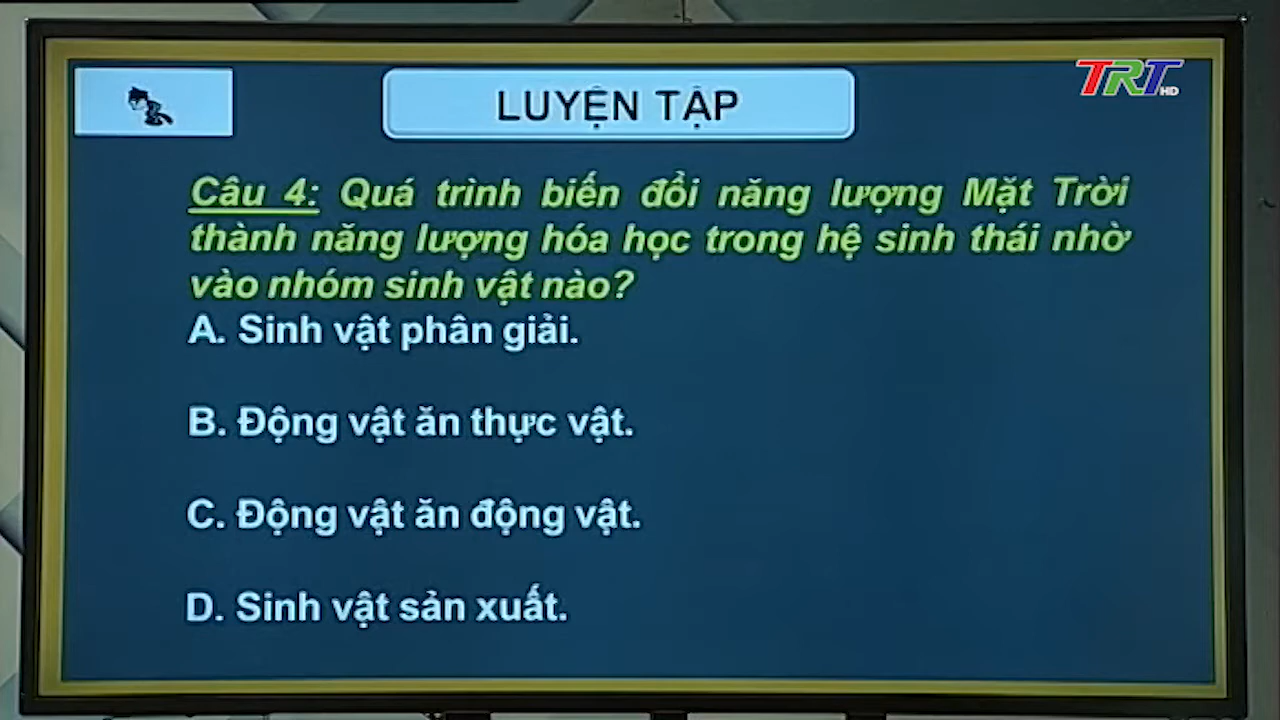 TRT HD
LUYỆN TẬP
Câu 4: Quá trình biến đổi năng lượng Mặt Trời
thành năng lượng hóa học trong hệ sinh thái nhờ
vào nhóm sinh vật nào?
A. Sinh vật phân giải.
B. Động vật ăn thực vật.
C. Động vật ăn động vật.
D. Sinh vật sản xuất.